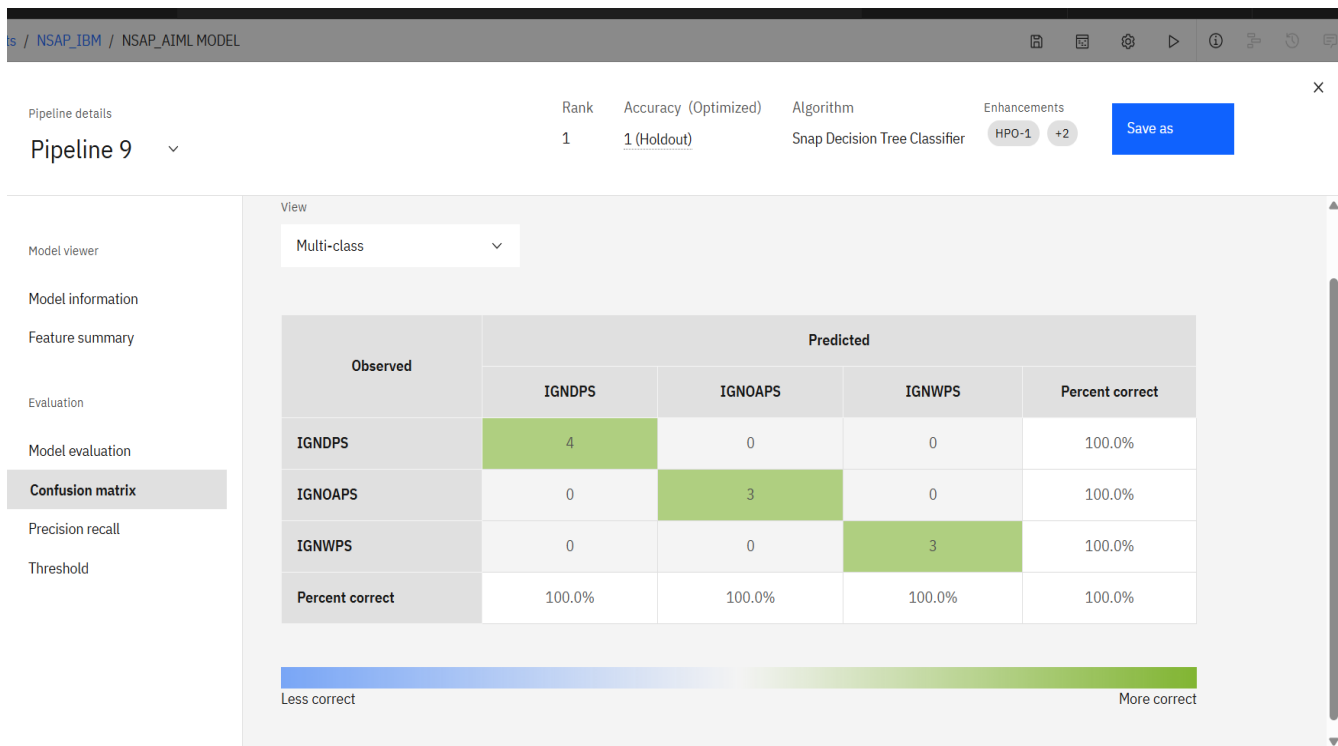 ts / NSAP_IBM / NSAP_AIML MODEL
Pipeline details
Pipeline 9
Rank Accuracy (Optimized) Algorithm Enhancements
1 1 (Holdout) Snap Decision Tree Classifier HPO-1 +2
Save as
Model viewer
Model information
Feature summary
Evaluation
Model evaluation
Confusion matrix
Precision recall
Threshold
View
Multi-class
Observed Predicted
IGNDPS IGNOAPS IGNWPS Percent correct
IGNDPS 4 0 0 100.0%
IGNOAPS 0 3 0 100.0%
IGNWPS 0 0 3 100.0%
Percent correct 100.0% 100.0% 100.0% 100.0%
Less correct More correct